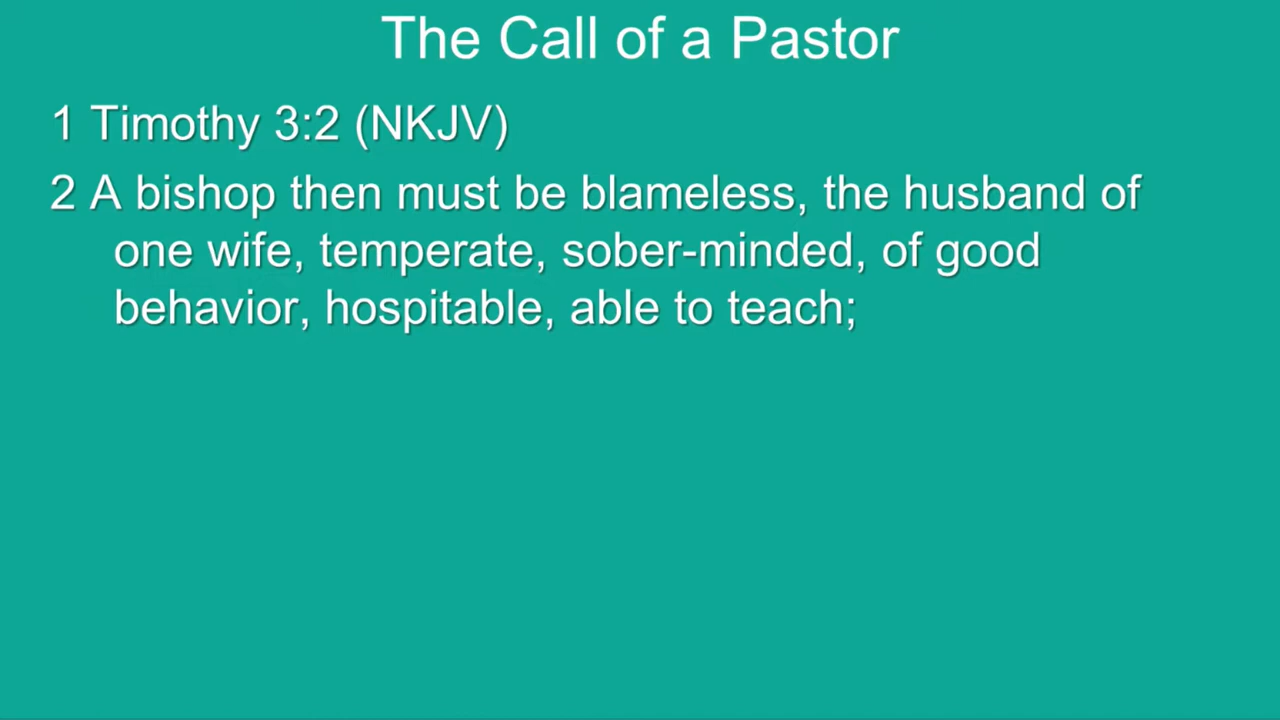 The Call of a Pastor
1 Timothy 3:2 (NKJV)
2 A bishop then must be blameless, the husband of
one wife, temperate, sober-minded, of good
behavior, hospitable, able to teach;